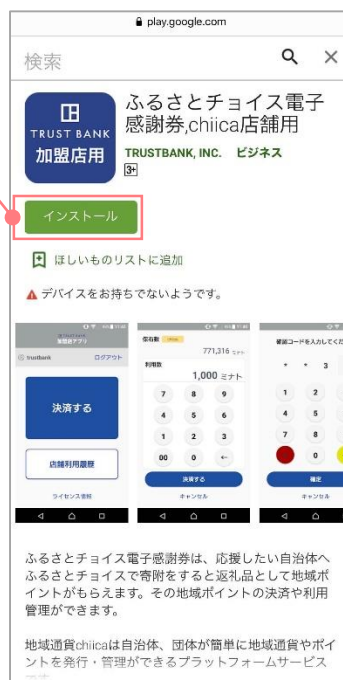 play.google.com
検索
TRUST BANK
加盟店用
ふるさとチョイス電子
感謝券,chiica店舗用
TRUSTBANK, INC. ビジネス
3+
インストール
ほしいものリストに追加
デバイスをお持ちでないようです。
加盟店アプリ
trustbank ログアウト
決済する
店舗利用履歴
ライセンス情報
保有数
771,316
利用数
1,000 ミナト
7 8 9
4 5 6
1 2 3
00 0 ←
決済する
キャンセル
確認コードを入力してくだ
* * 3
1 2
4 5
7 8
0
確定
キャンセル
ふるさとチョイス電子感謝券は、応援したい自治体へ
ふるさとチョイスで寄附をすると返礼品として地域ポ
イントがもらえます。その地域ポイントの決済や利用
管理ができます。
地域通貨chiicaは自治体、団体が簡単に地域通貨やポイ
ントを発行・管理ができるプラットフォームサービス